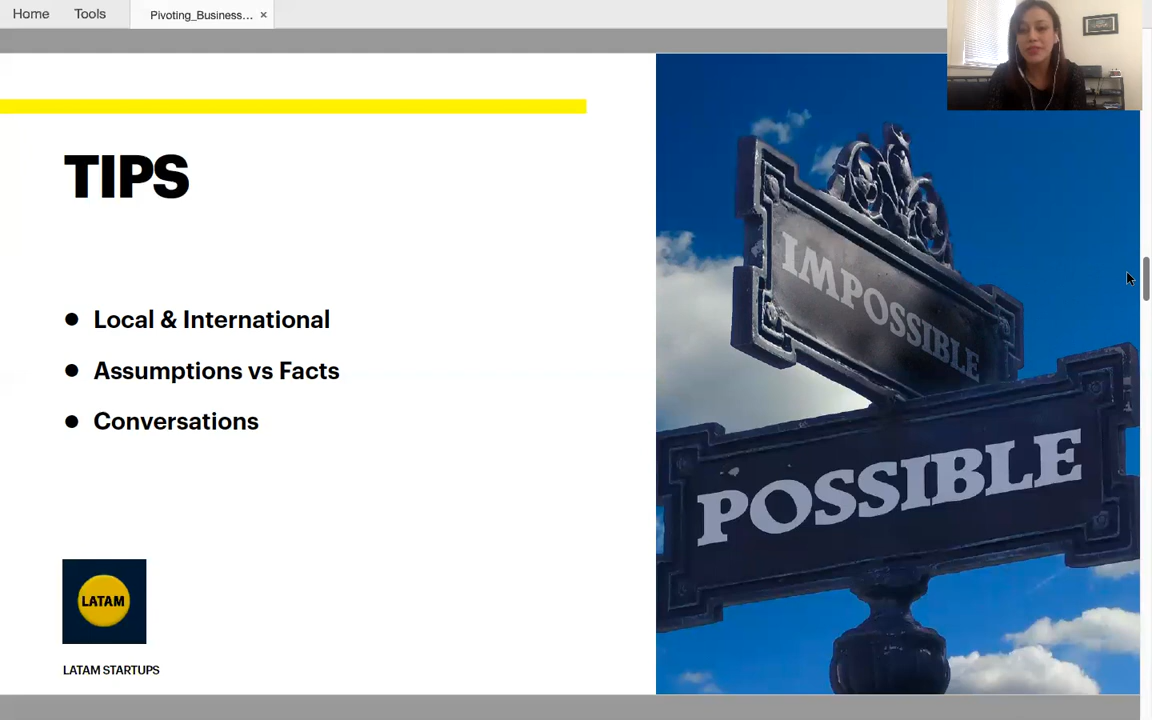 Home
Tools
Pivoting_Business...
TIPS
Local & International
Assumptions vs Facts
Conversations
LATAM
LATAM STARTUPS
IMPOSSIBLE
POSSIBLE